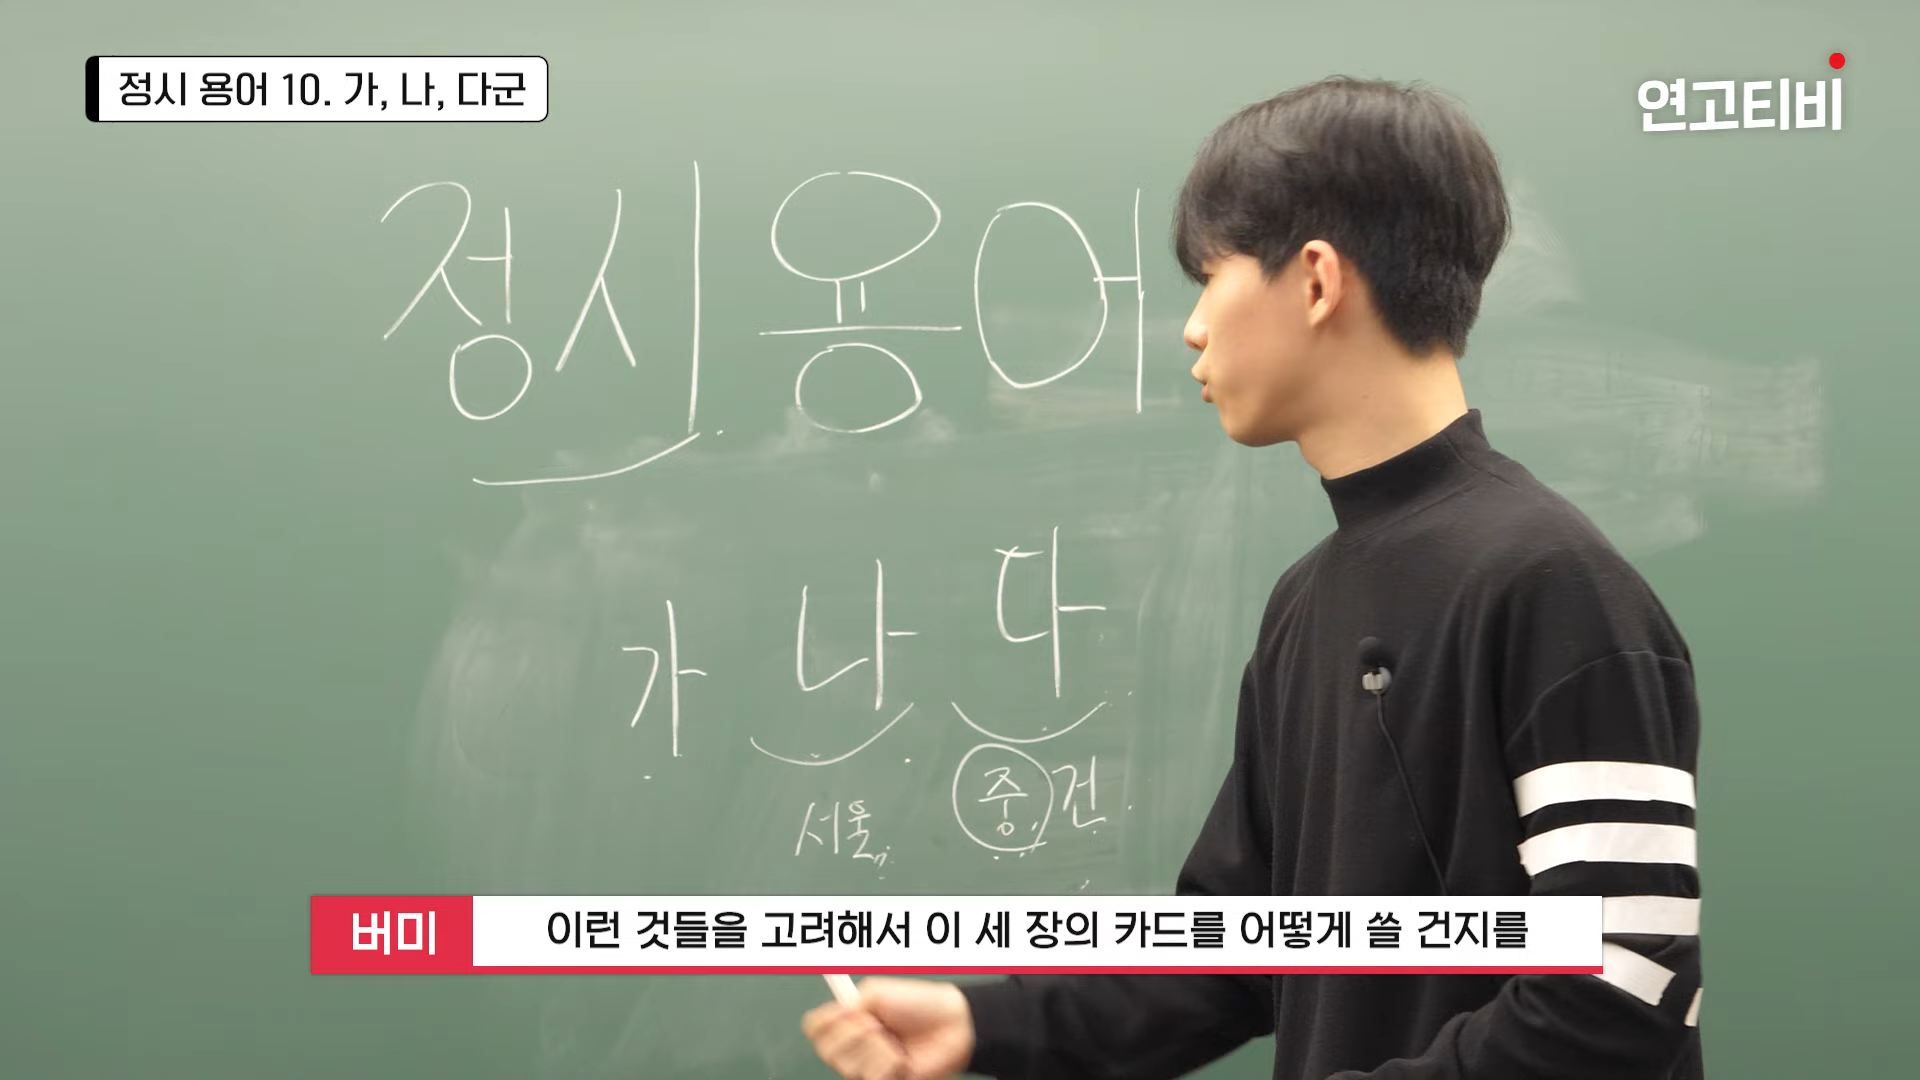 정시 용어 10. 가, 나, 다군
연고티비
정시 용어
가 나 다
서울 중 건
버미 이런 것들을 고려해서 이 세 장의 카드를 어떻게 쓸 건지를